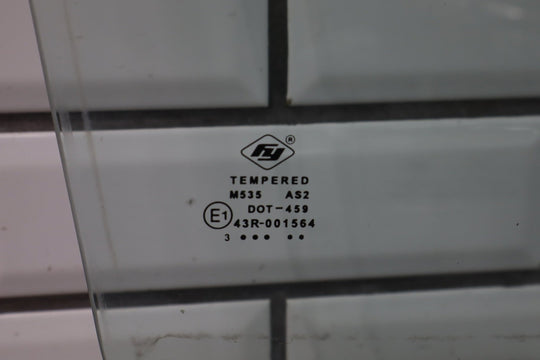 FY ®
TEMPERED
M535 AS2
DOT-459
E1 43R-001564
3 ●●● ●●